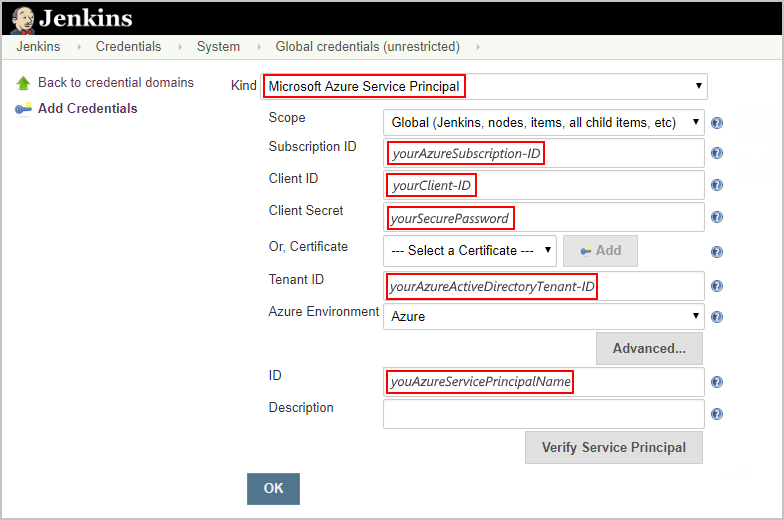 Jenkins
Jenkins Credentials System Global credentials (unrestricted)
Back to credential domains
Add Credentials
Kind Microsoft Azure Service Principal
Scope Global (Jenkins, nodes, items, all child items, etc)
Subscription ID yourAzureSubscription-ID
Client ID yourClient-ID
Client Secret yourSecurePassword
Or, Certificate --- Select a Certificate --- Add
Tenant ID yourAzureActiveDirectoryTenant-ID
Azure Environment Azure
Advanced...
ID youAzureServicePrincipalName
Description
Verify Service Principal
OK